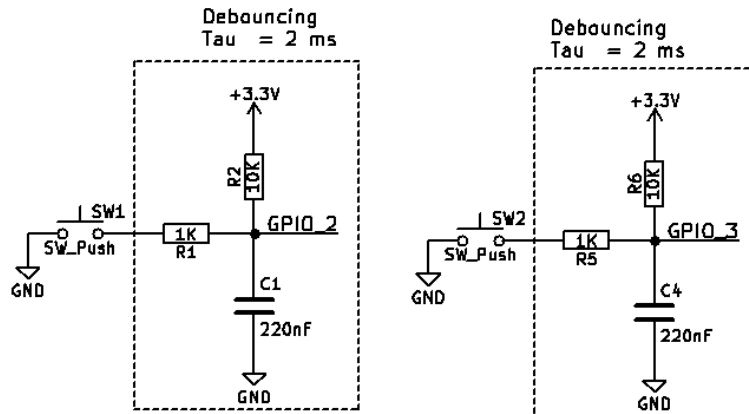 Debouncing
Tau = 2 ms
+3.3V
R2
10K
SW1
SW_Push
1K
R1
GPIO_2
GND
C1
220nF
GND
Debouncing
Tau = 2 ms
+3.3V
R6
10K
SW2
SW_Push
1K
R5
GPIO_3
GND
C4
220nF
GND